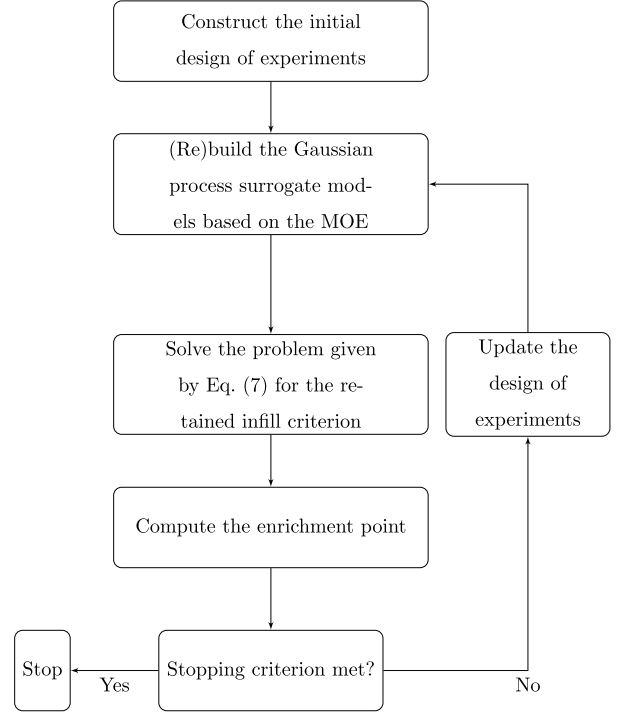 Construct the initial
design of experiments
(Re)build the Gaussian
process surrogate mod-
els based on the MOE
Solve the problem given
by Eq. (7) for the re-
tained infill criterion
Update the
design of
experiments
Compute the enrichment point
Stop
Yes
Stopping criterion met?
No